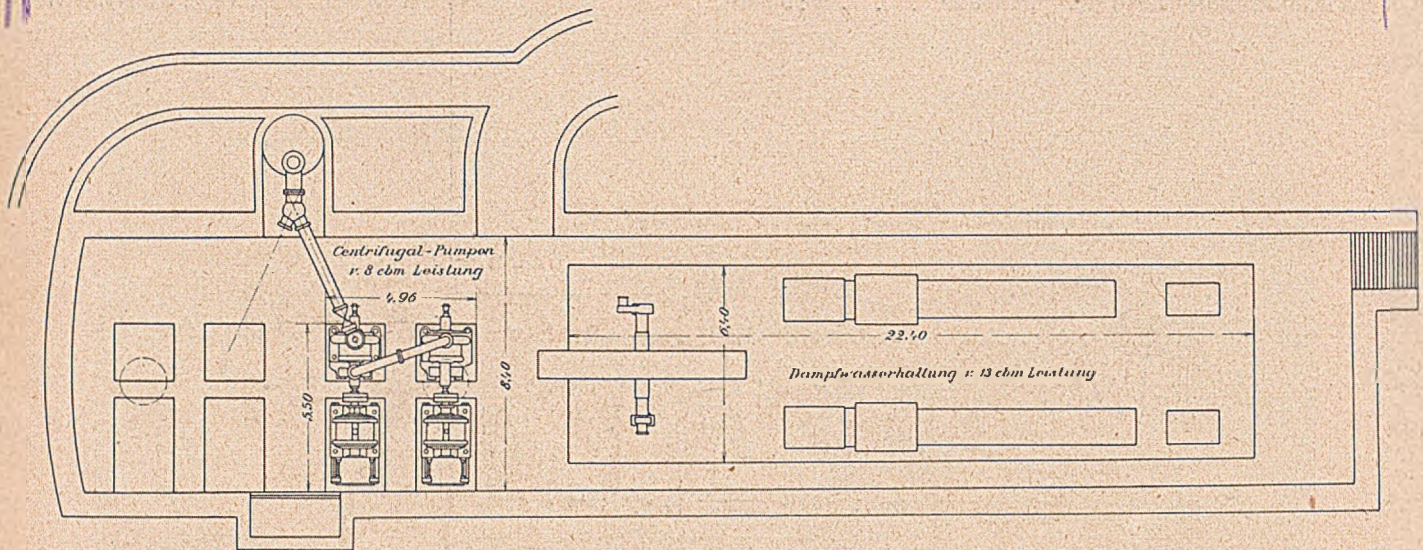 Centrifugal-Pumpen
v. 8 cbm Leistung
4.96
5,50
8.40
6,40
22.40
Dampfwasserhaltung v. 13 cbm Leistung